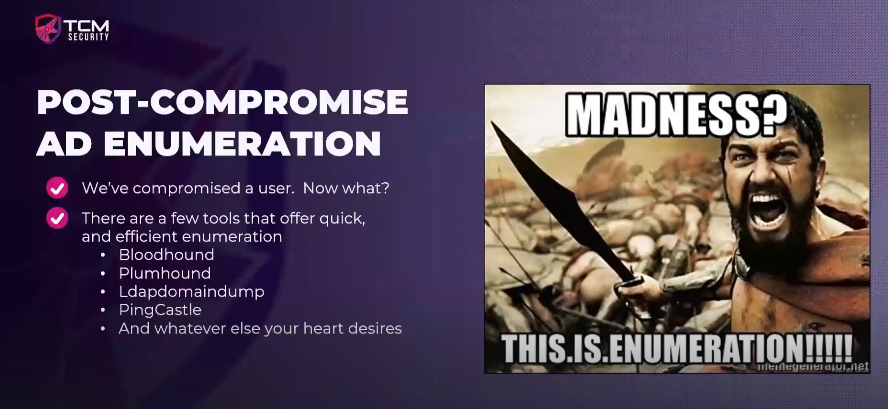 TCM
SECURITY
POST-COMPROMISE
AD ENUMERATION
We've compromised a user. Now what?
There are a few tools that offer quick,
and efficient enumeration
• Bloodhound
• Plumhound
• Ldapdomaindump
• PingCastle
• And whatever else your heart desires
MADNESS?
THIS.IS.ENUMERATION!!!!!
memegenerator.net